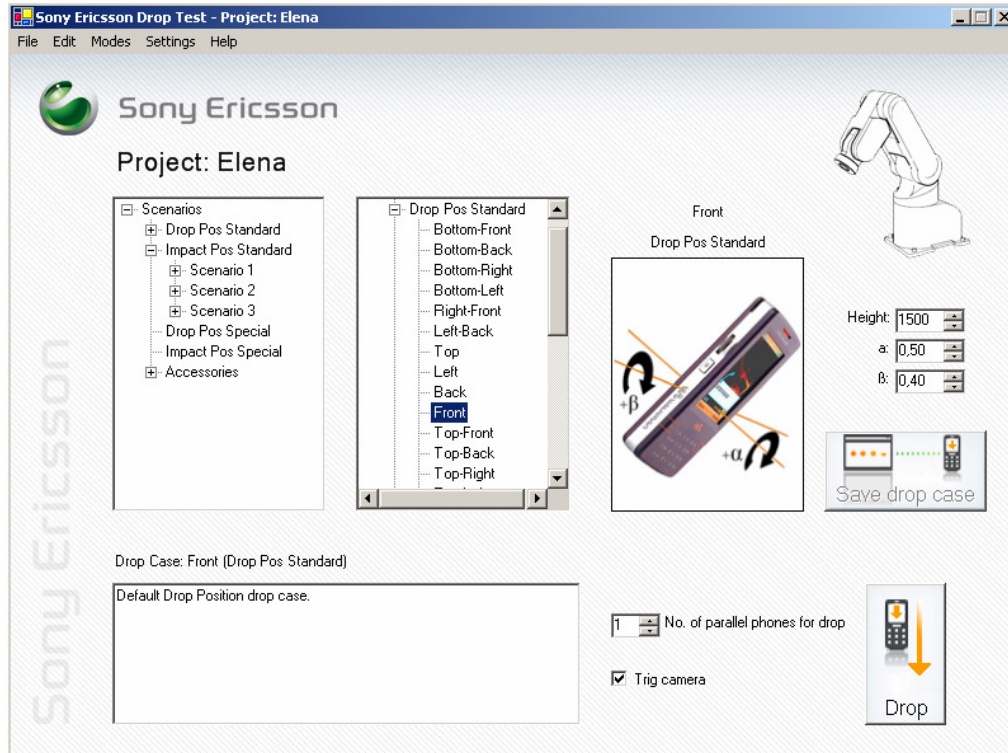 Sony Ericsson Drop Test - Project: Elena
File Edit Modes Settings Help
Sony Ericsson
Project: Elena
Scenarios
Drop Pos Standard
Impact Pos Standard
Scenario 1
Scenario 2
Scenario 3
Drop Pos Special
Impact Pos Special
Accessories
Drop Pos Standard
Bottom-Front
Bottom-Back
Bottom-Right
Bottom-Left
Right-Front
Left-Back
Top
Left
Back
Front
Top-Front
Top-Back
Top-Right
Front
Drop Pos Standard
+β
+α
Height: 1500
a: 0,50
ß: 0,40
Save drop case
Drop Case: Front (Drop Pos Standard)
Default Drop Position drop case.
1 No. of parallel phones for drop
Trig camera
Drop
Sony Ericsson